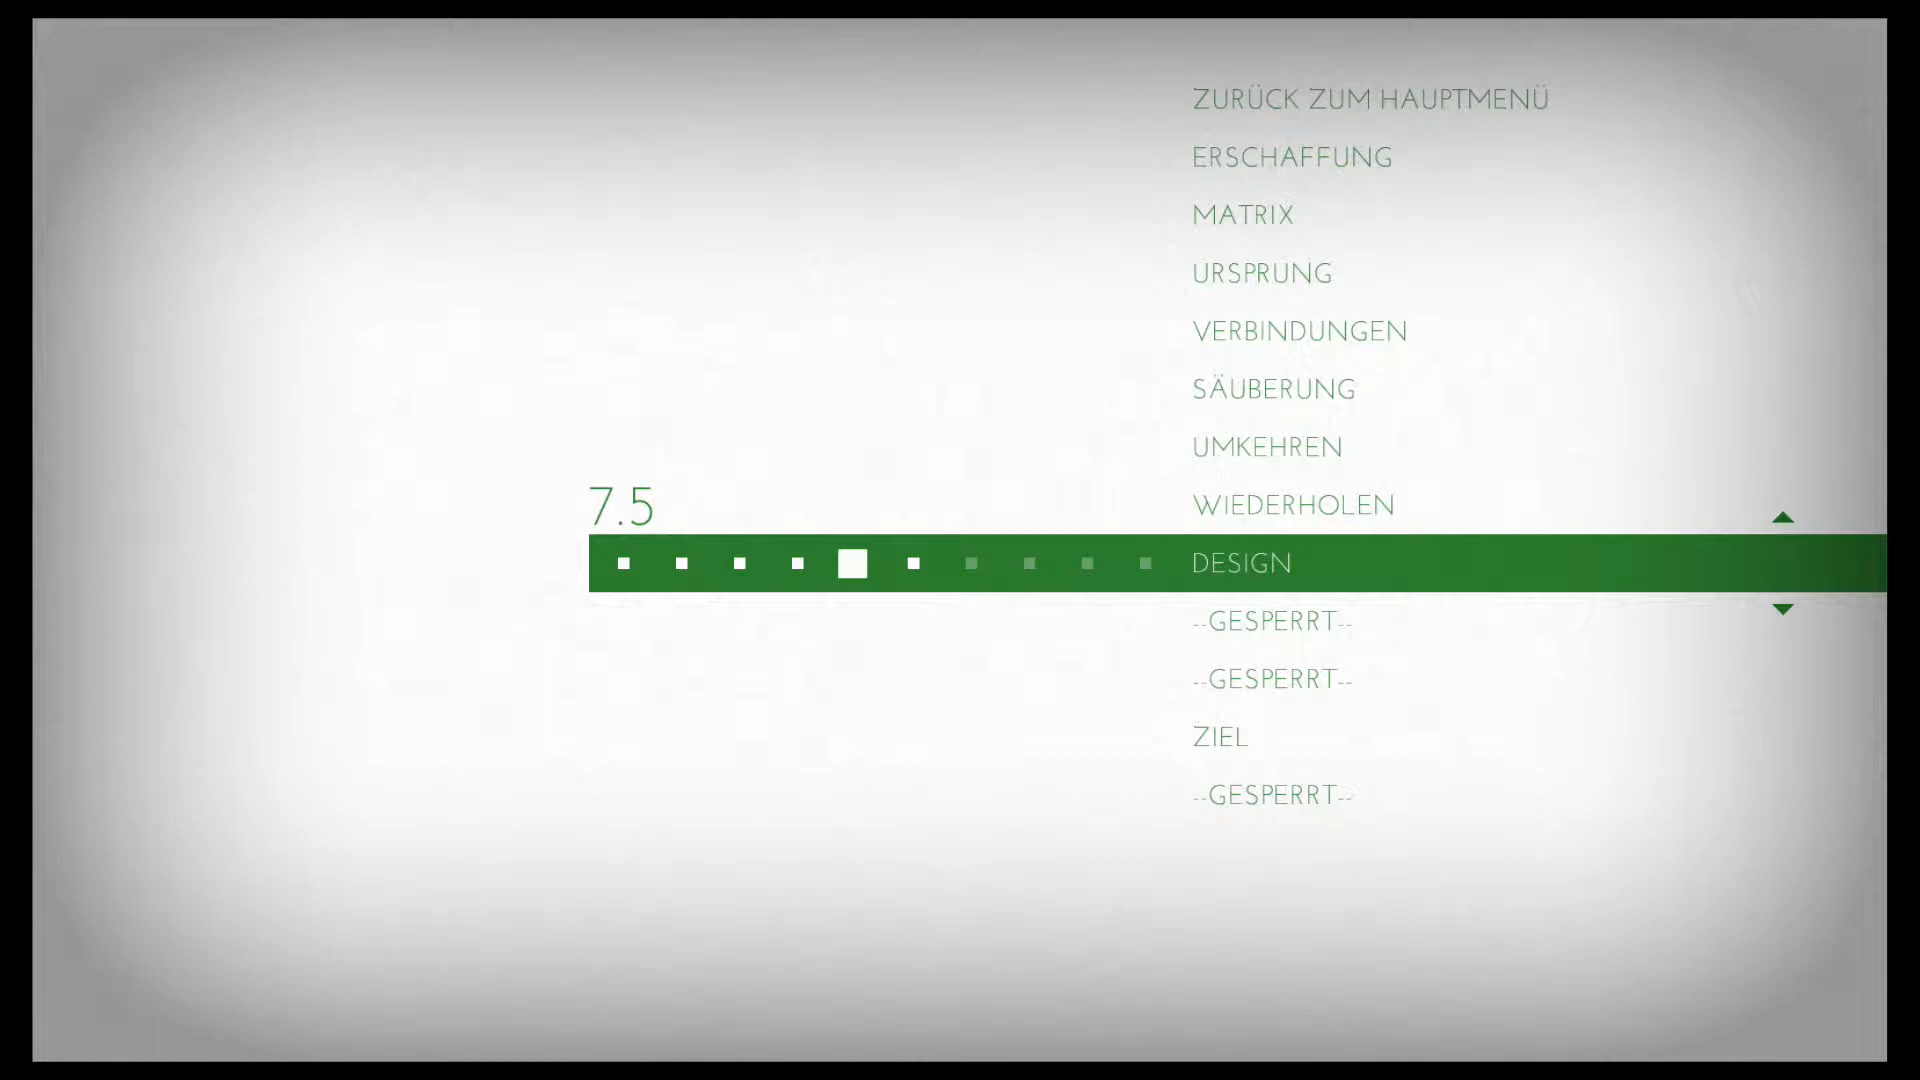 ZURÜCK ZUM HAUPTMENÜ
ERSCHAFFUNG
MATRIX
URSPRUNG
VERBINDUNGEN
SÄUBERUNG
UMKEHREN
WIEDERHOLEN
7.5
DESIGN
--GESPERRT--
--GESPERRT--
ZIEL
--GESPERRT--